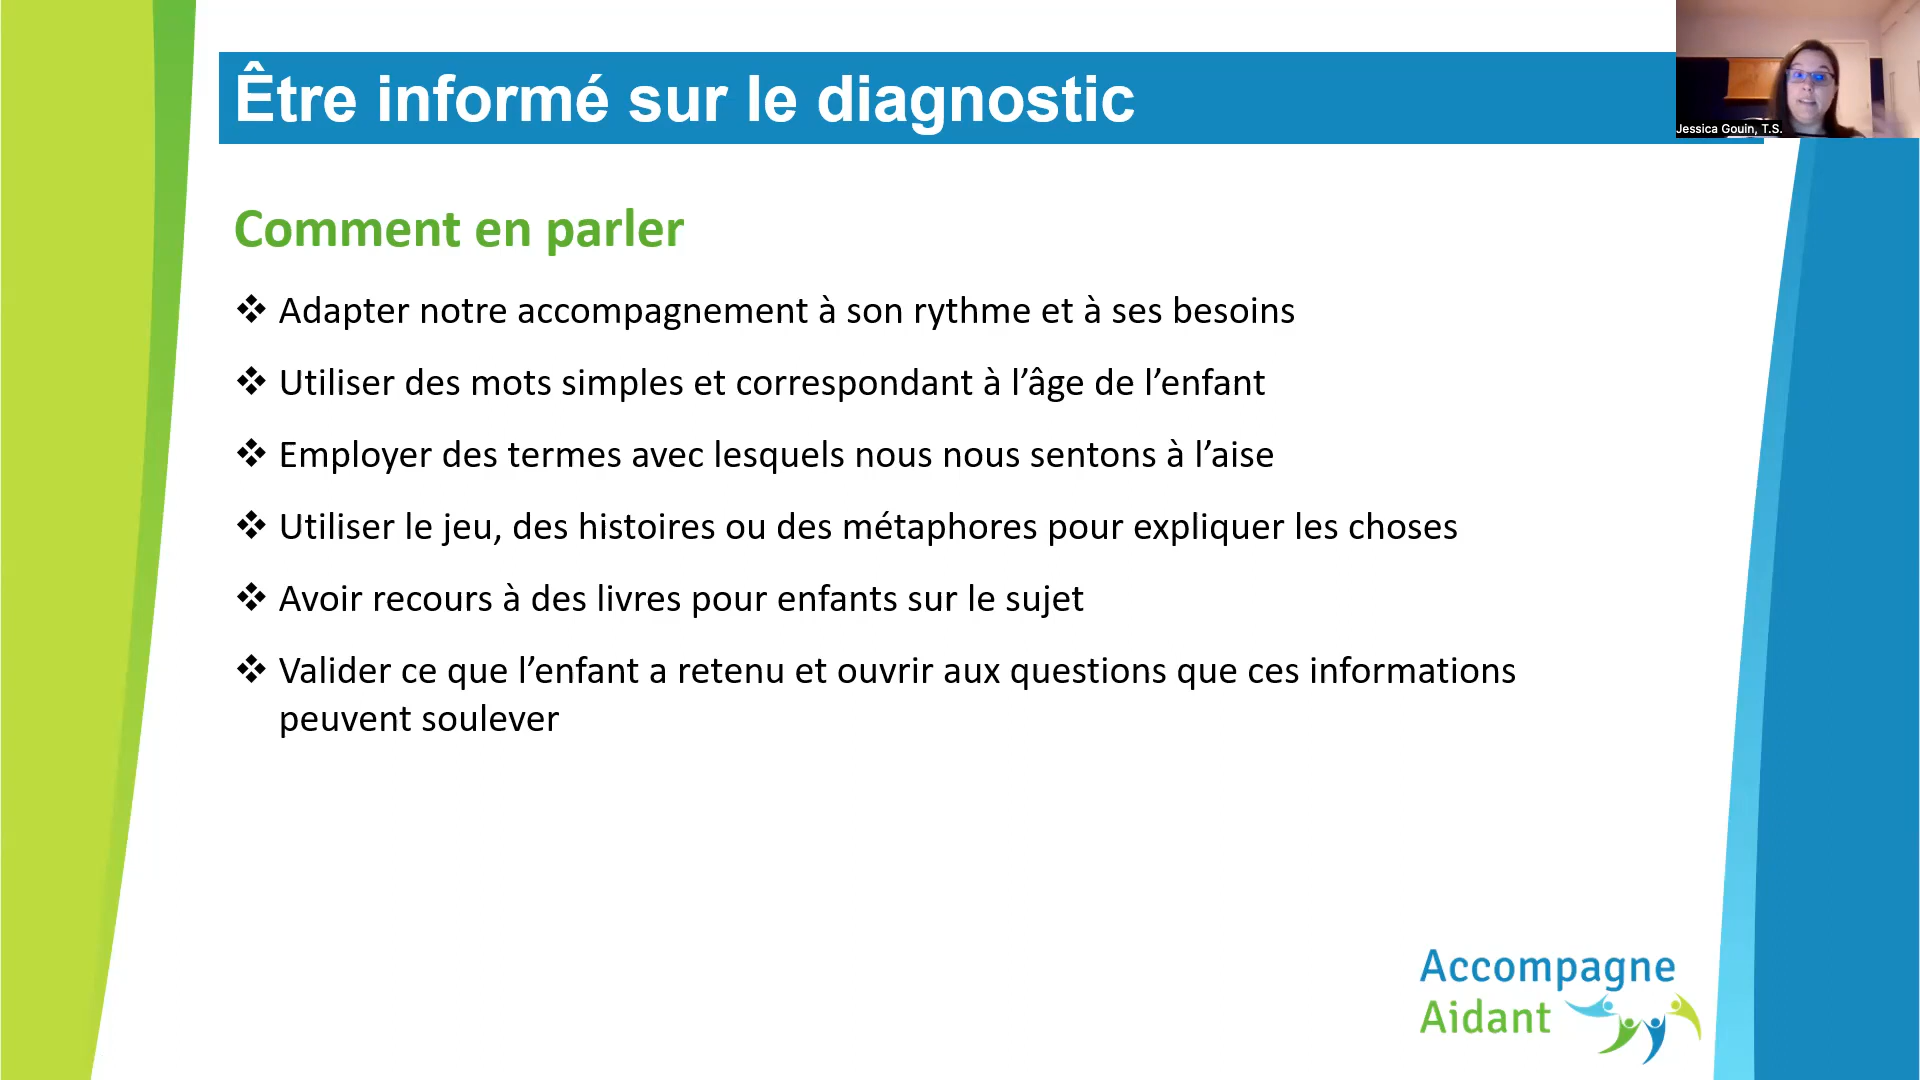 Être informé sur le diagnostic
Jessica Gouin, T.S.
Comment en parler
❖ Adapter notre accompagnement à son rythme et à ses besoins
❖ Utiliser des mots simples et correspondant à l’âge de l’enfant
❖ Employer des termes avec lesquels nous nous sentons à l’aise
❖ Utiliser le jeu, des histoires ou des métaphores pour expliquer les choses
❖ Avoir recours à des livres pour enfants sur le sujet
❖ Valider ce que l’enfant a retenu et ouvrir aux questions que ces informations
peuvent soulever
Accompagne
Aidant